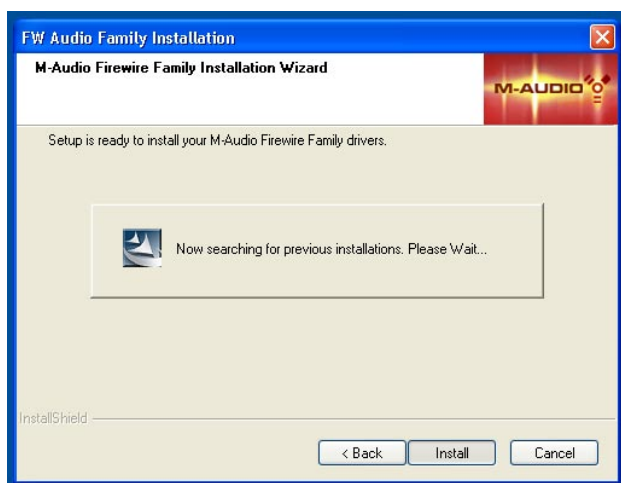 FW Audio Family Installation
M-Audio Firewire Family Installation Wizard
M-AUDIO
Setup is ready to install your M-Audio Firewire Family drivers.
Now searching for previous installations. Please Wait...
InstallShield
< Back Install Cancel